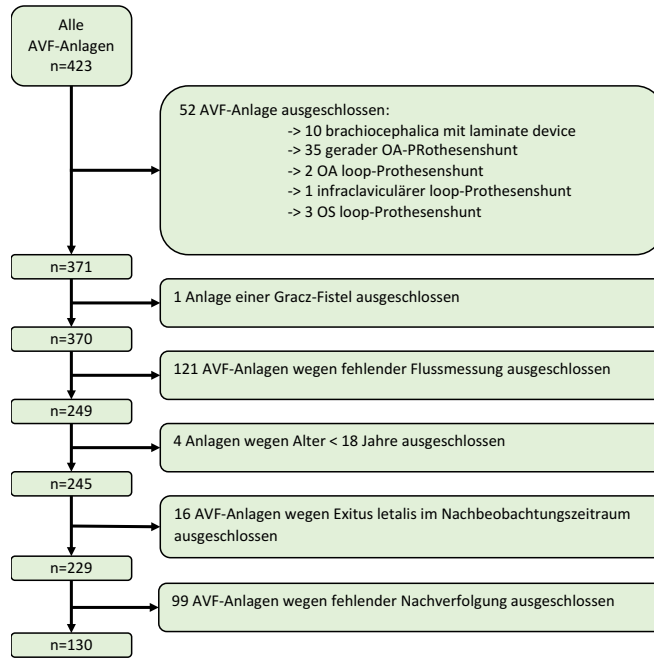 Alle
AVF-Anlagen
n=423
52 AVF-Anlage ausgeschlossen:
-> 10 brachiocephalica mit laminate device
-> 35 gerader OA-PRothesenshunt
-> 2 OA loop-Prothesenshunt
-> 1 infraclaviculärer loop-Prothesenshunt
-> 3 OS loop-Prothesenshunt
n=371
1 Anlage einer Gracz-Fistel ausgeschlossen
n=370
121 AVF-Anlagen wegen fehlender Flussmessung ausgeschlossen
n=249
4 Anlagen wegen Alter < 18 Jahre ausgeschlossen
n=245
16 AVF-Anlagen wegen Exitus letalis im Nachbeobachtungszeitraum
ausgeschlossen
n=229
99 AVF-Anlagen wegen fehlender Nachverfolgung ausgeschlossen
n=130